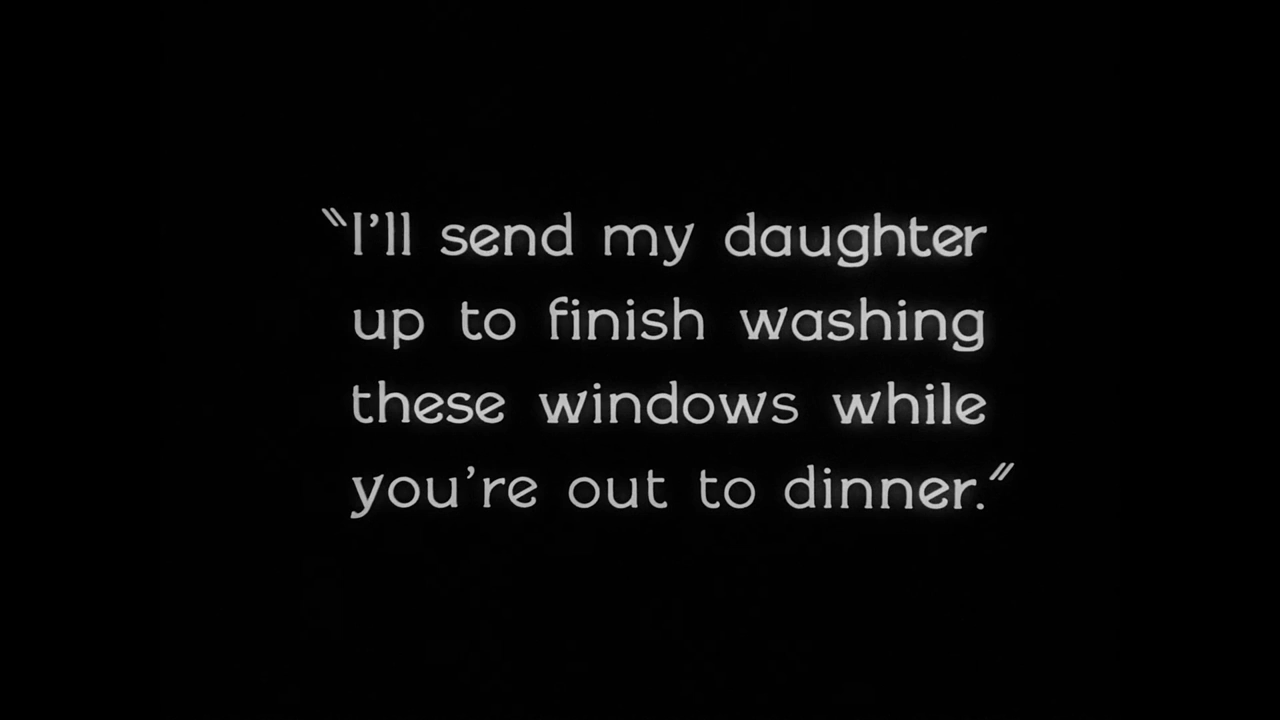 "I'll send my daughter
up to finish washing
these windows while
you're out to dinner."